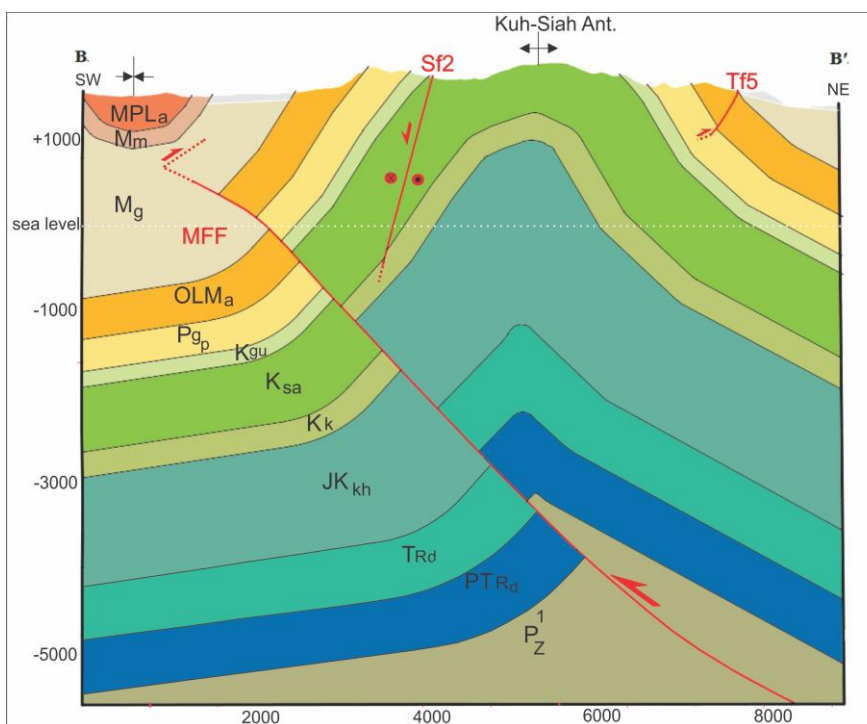 Kuh-Siah Ant.
B
B'
SW
Sf2
Tf5
NE
MPLa
+1000
Mm
Mg
sea level
MFF
-1000
OLMa
Pgp
Kgu
Ksa
Kk
-3000
JKkh
TRd
PTRd
PZ1
-5000
2000
4000
6000
8000